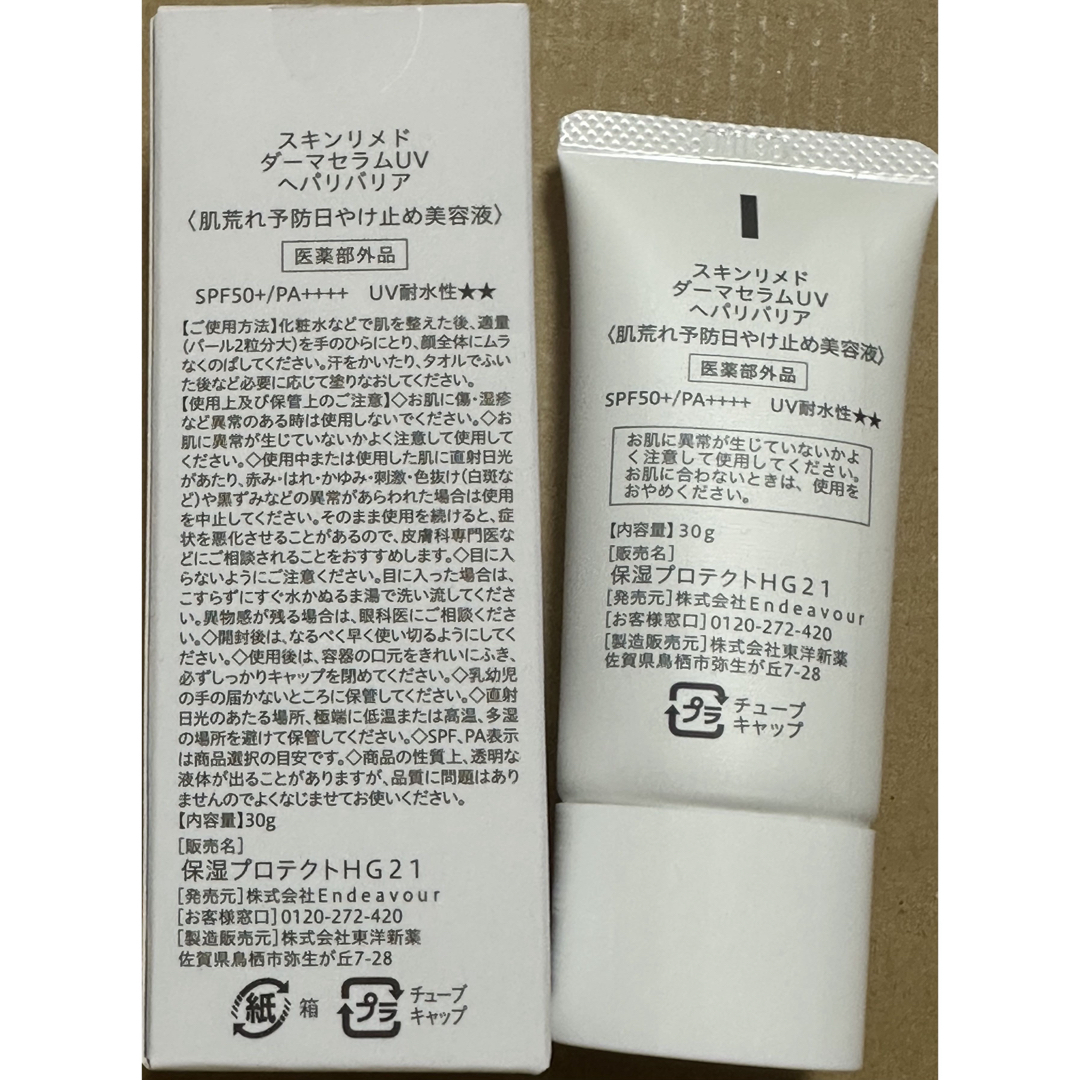 スキンリメド
ダーマセラムUV
ヘパリバリア
〈肌荒れ予防日やけ止め美容液〉
医薬部外品
SPF50+/PA++++ UV耐水性★★
【ご使用方法】化粧水などで肌を整えた後、適量
(パール2粒分大)を手のひらにとり、顔全体にムラ
なくのばしてください。汗をかいたり、タオルでふい
た後など必要に応じて塗りなおしてください。
【使用上及び保管上のご注意】◇お肌に傷・湿疹
など異常のある時は使用しないでください。◇お
肌に異常が生じていないかよく注意して使用して
ください。◇使用中または使用した肌に直射日光
があたり、赤み・はれ・かゆみ・刺激・色抜け(白斑な
ど)や黒ずみなどの異常があらわれた場合は使用
を中止してください。そのまま使用を続けると、症
状を悪化させることがあるので、皮膚科専門医な
どにご相談されることをおすすめします。◇目に入
らないようにご注意ください。目に入った場合は、
こすらずにすぐ水かぬるま湯で洗い流してくださ
い。異物感が残る場合は、眼科医にご相談くださ
い。◇開封後は、なるべく早く使い切るようにしてく
ださい。◇使用後は、容器の口元をきれいにふき、
必ずしっかりキャップを閉めてください。◇乳幼児
の手の届かないところに保管してください。◇直射
日光のあたる場所、極端に低温または高温、多湿
の場所を避けて保管してください。◇SPF、PA表示
は商品選択の目安です。◇商品の性質上、透明な
液体が出ることがありますが、品質に問題はあり
ませんのでよくなじませてお使いください。
【内容量】30g
[販売名]
保湿プロテクトHG21
[発売元]株式会社Endeavour
[お客様窓口]0120-272-420
[製造販売元]株式会社東洋新薬
佐賀県鳥栖市弥生が丘7-28
紙 箱 プラ チューブ
キャップ
スキンリメド
ダーマセラムUV
ヘパリバリア
〈肌荒れ予防日やけ止め美容液〉
医薬部外品
SPF50+/PA++++ UV耐水性★★
お肌に異常が生じていないかよ
く注意して使用してください。
お肌に合わないときは、使用を
おやめください。
【内容量】30g
[販売名]
保湿プロテクトHG21
[発売元]株式会社Endeavour
[お客様窓口]0120-272-420
[製造販売元]株式会社東洋新薬
佐賀県鳥栖市弥生が丘7-28
プラ チューブ
キャップ